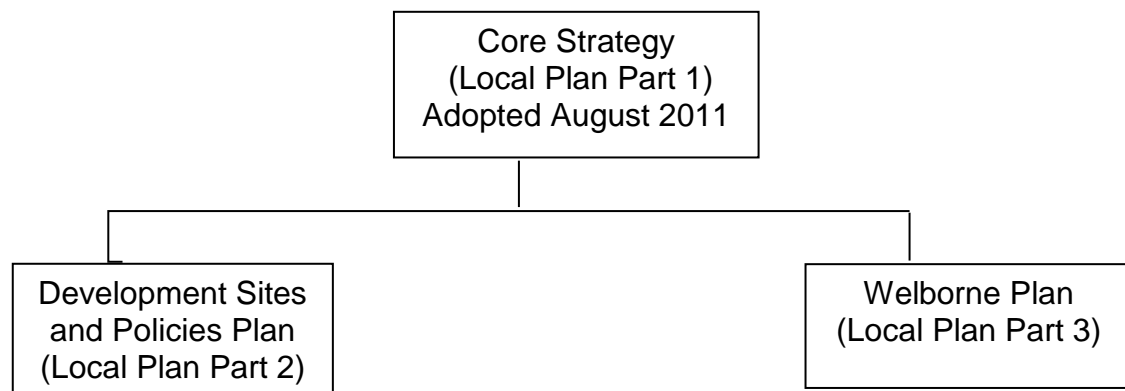 Core Strategy
(Local Plan Part 1)
Adopted August 2011
Development Sites
and Policies Plan
(Local Plan Part 2)
Welborne Plan
(Local Plan Part 3)